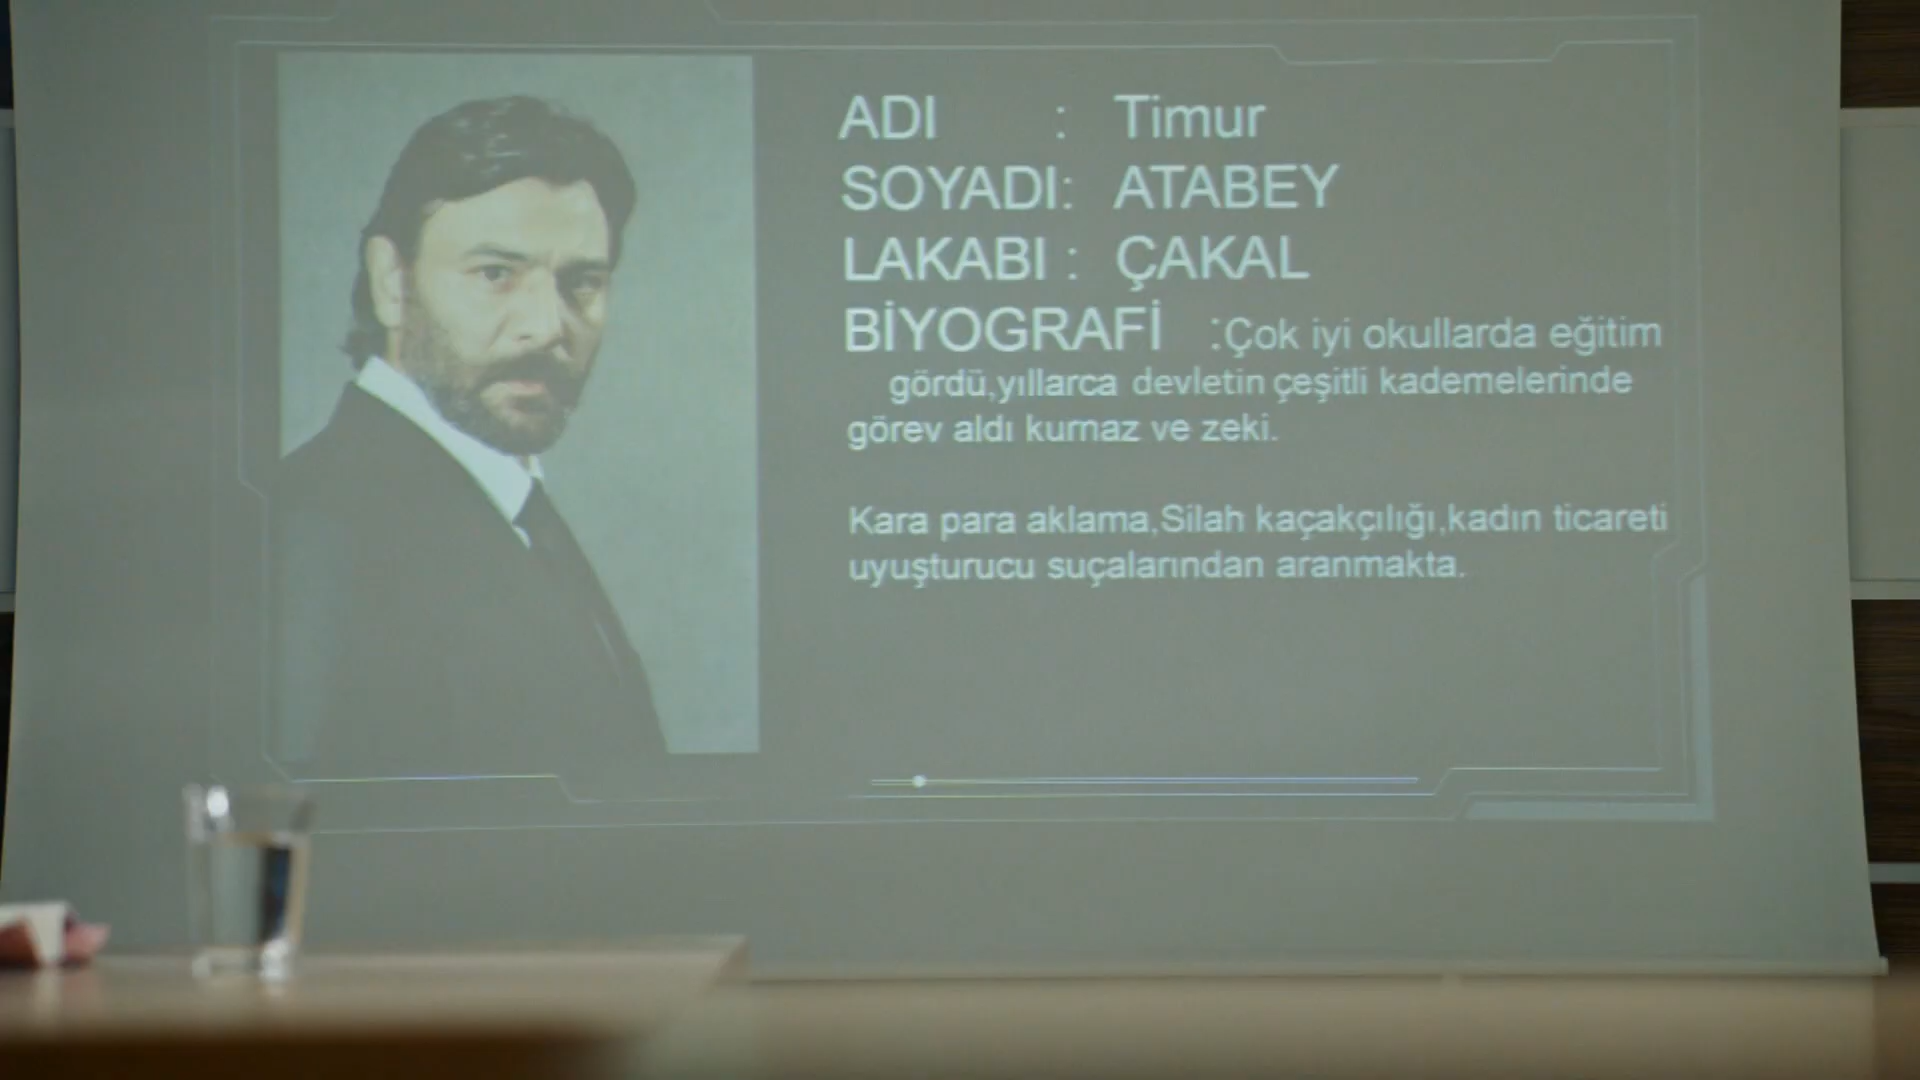 ADI : Timur
SOYADI: ATABEY
LAKABI : ÇAKAL
BİYOGRAFİ :Çok iyi okullarda eğitim
gördü,yıllarca devletin çeşitli kademelerinde
görev aldı kurnaz ve zeki.
Kara para aklama,Silah kaçakçılığı,kadın ticareti
uyuşturucu suçalarından aranmakta.